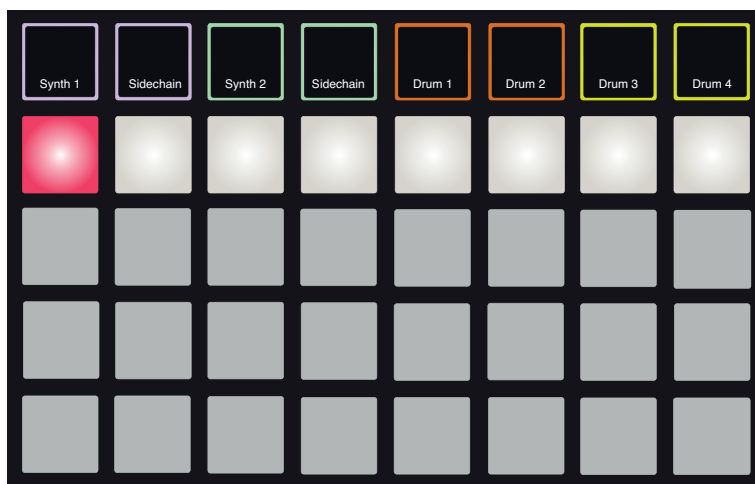 Synth 1
Sidechain
Synth 2
Sidechain
Drum 1
Drum 2
Drum 3
Drum 4